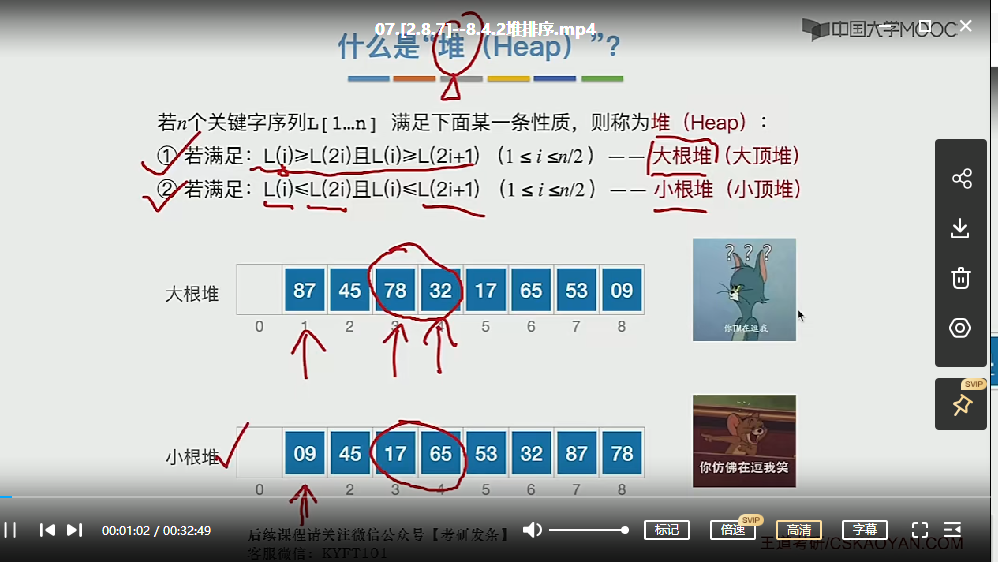 07.[2.8.7]--8.4.2堆排序.mp4
中国大学MOOC
什么是“堆（Heap）”？
若n个关键字序列L[1…n] 满足下面某一条性质，则称为堆（Heap）：
① 若满足：L(i)≥L(2i)且L(i)≥L(2i+1)（1 ≤ i ≤n/2 ）—— 大根堆（大顶堆）
② 若满足：L(i)≤L(2i)且L(i)≤L(2i+1)（1 ≤ i ≤n/2 ）—— 小根堆（小顶堆）
? ? ?
大根堆 87 45 78 32 17 65 53 09
0 1 2 3 4 5 6 7 8
你TM在逗我
SVIP
小根堆 09 45 17 65 53 32 87 78
你仿佛在逗我笑
0 1 2 3 4 5 6 7 8
SVIP
00:01:02 / 00:32:49
标记 倍速 高清 字幕
后续课程请关注微信公众号【考研发条】
客服微信：KYFT101
王道考研/CSKAOYAN.COM